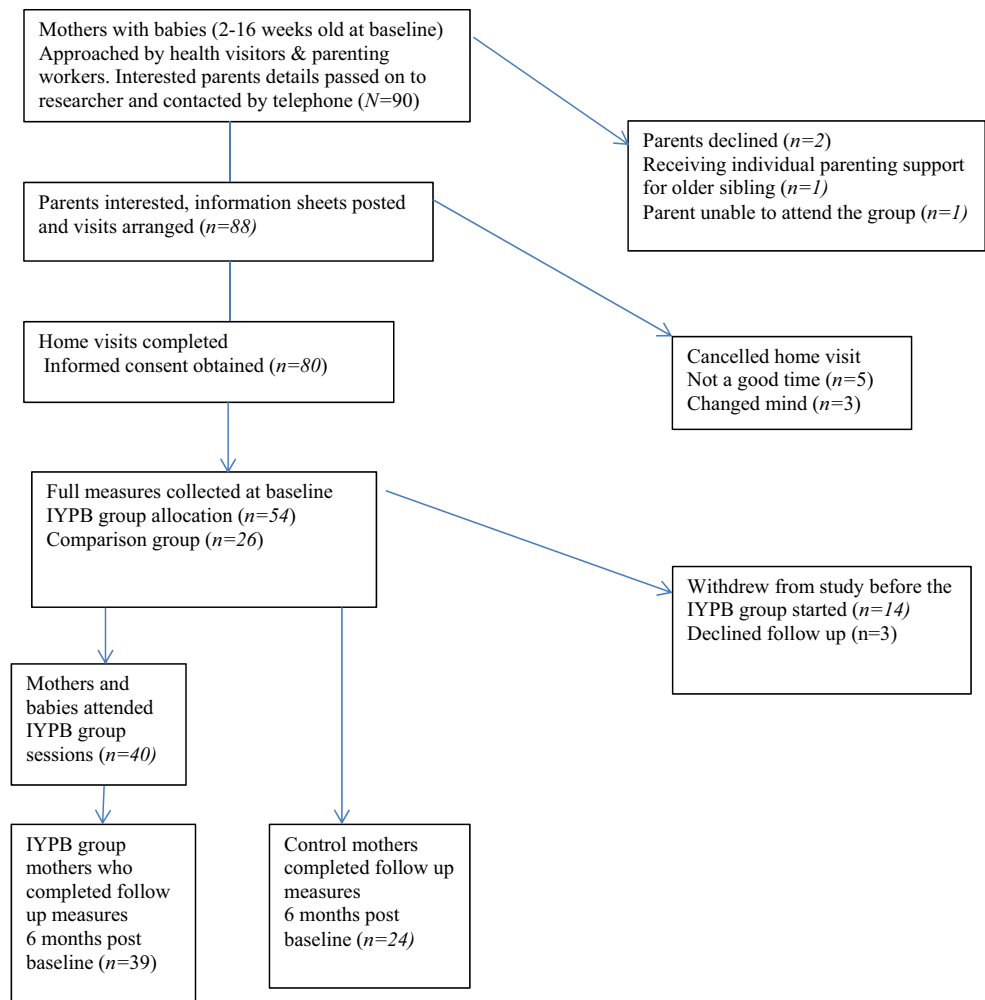 Mothers with babies (2-16 weeks old at baseline)
Approached by health visitors & parenting
workers. Interested parents details passed on to
researcher and contacted by telephone (N=90)
Parents declined (n=2)
Receiving individual parenting support
for older sibling (n=1)
Parent unable to attend the group (n=1)
Parents interested, information sheets posted
and visits arranged (n=88)
Home visits completed
Informed consent obtained (n=80)
Cancelled home visit
Not a good time (n=5)
Changed mind (n=3)
Full measures collected at baseline
IYPB group allocation (n=54)
Comparison group (n=26)
Withdrew from study before the
IYPB group started (n=14)
Declined follow up (n=3)
Mothers and
babies attended
IYPB group
sessions (n=40)
IYPB group
mothers who
completed follow
up measures
6 months post
baseline (n=39)
Control mothers
completed follow up
measures
6 months post
baseline (n=24)